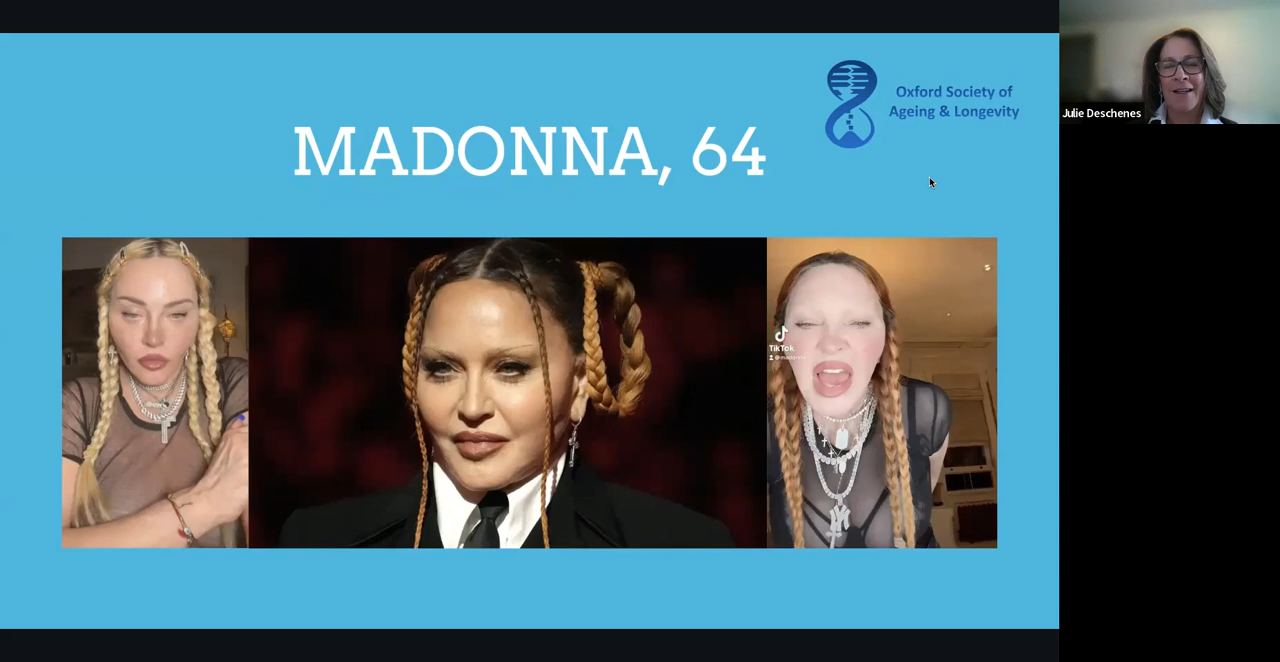 Oxford Society of
Ageing & Longevity
MADONNA, 64
TikTok
Julie Deschenes